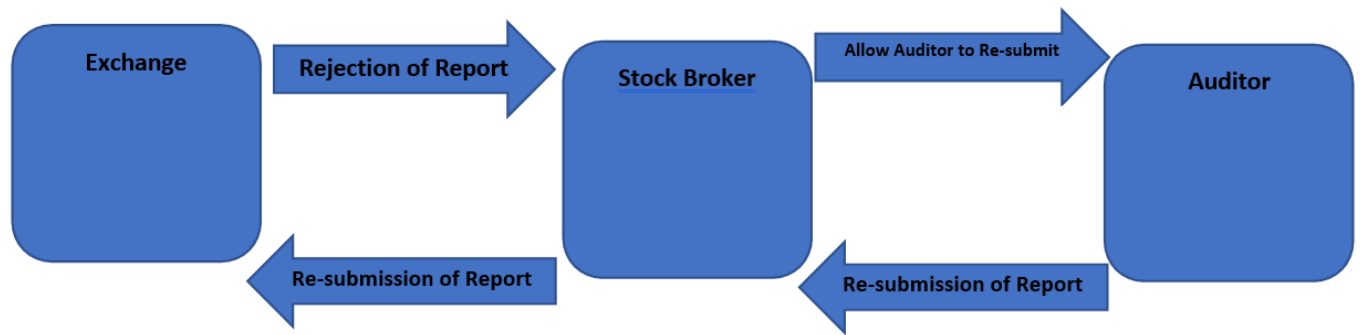 Exchange
Rejection of Report
Stock Broker
Allow Auditor to Re-submit
Auditor
Re-submission of Report
Re-submission of Report